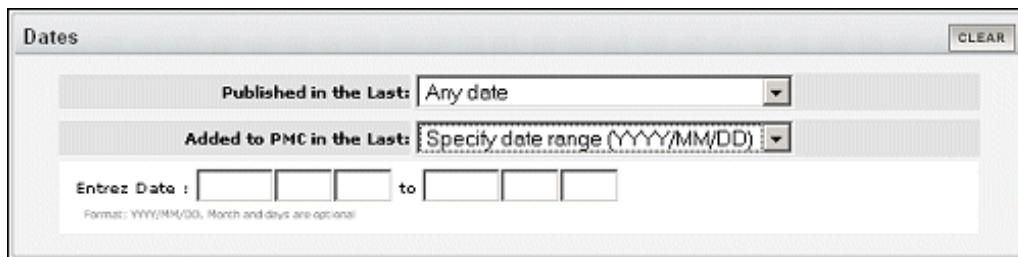 Dates
CLEAR
Published in the Last: Any date
Added to PMC in the Last: Specify date range (YYYY/MM/DD)
Entrez Date : to
Format: YYYY/MM/DD, Month and days are optional